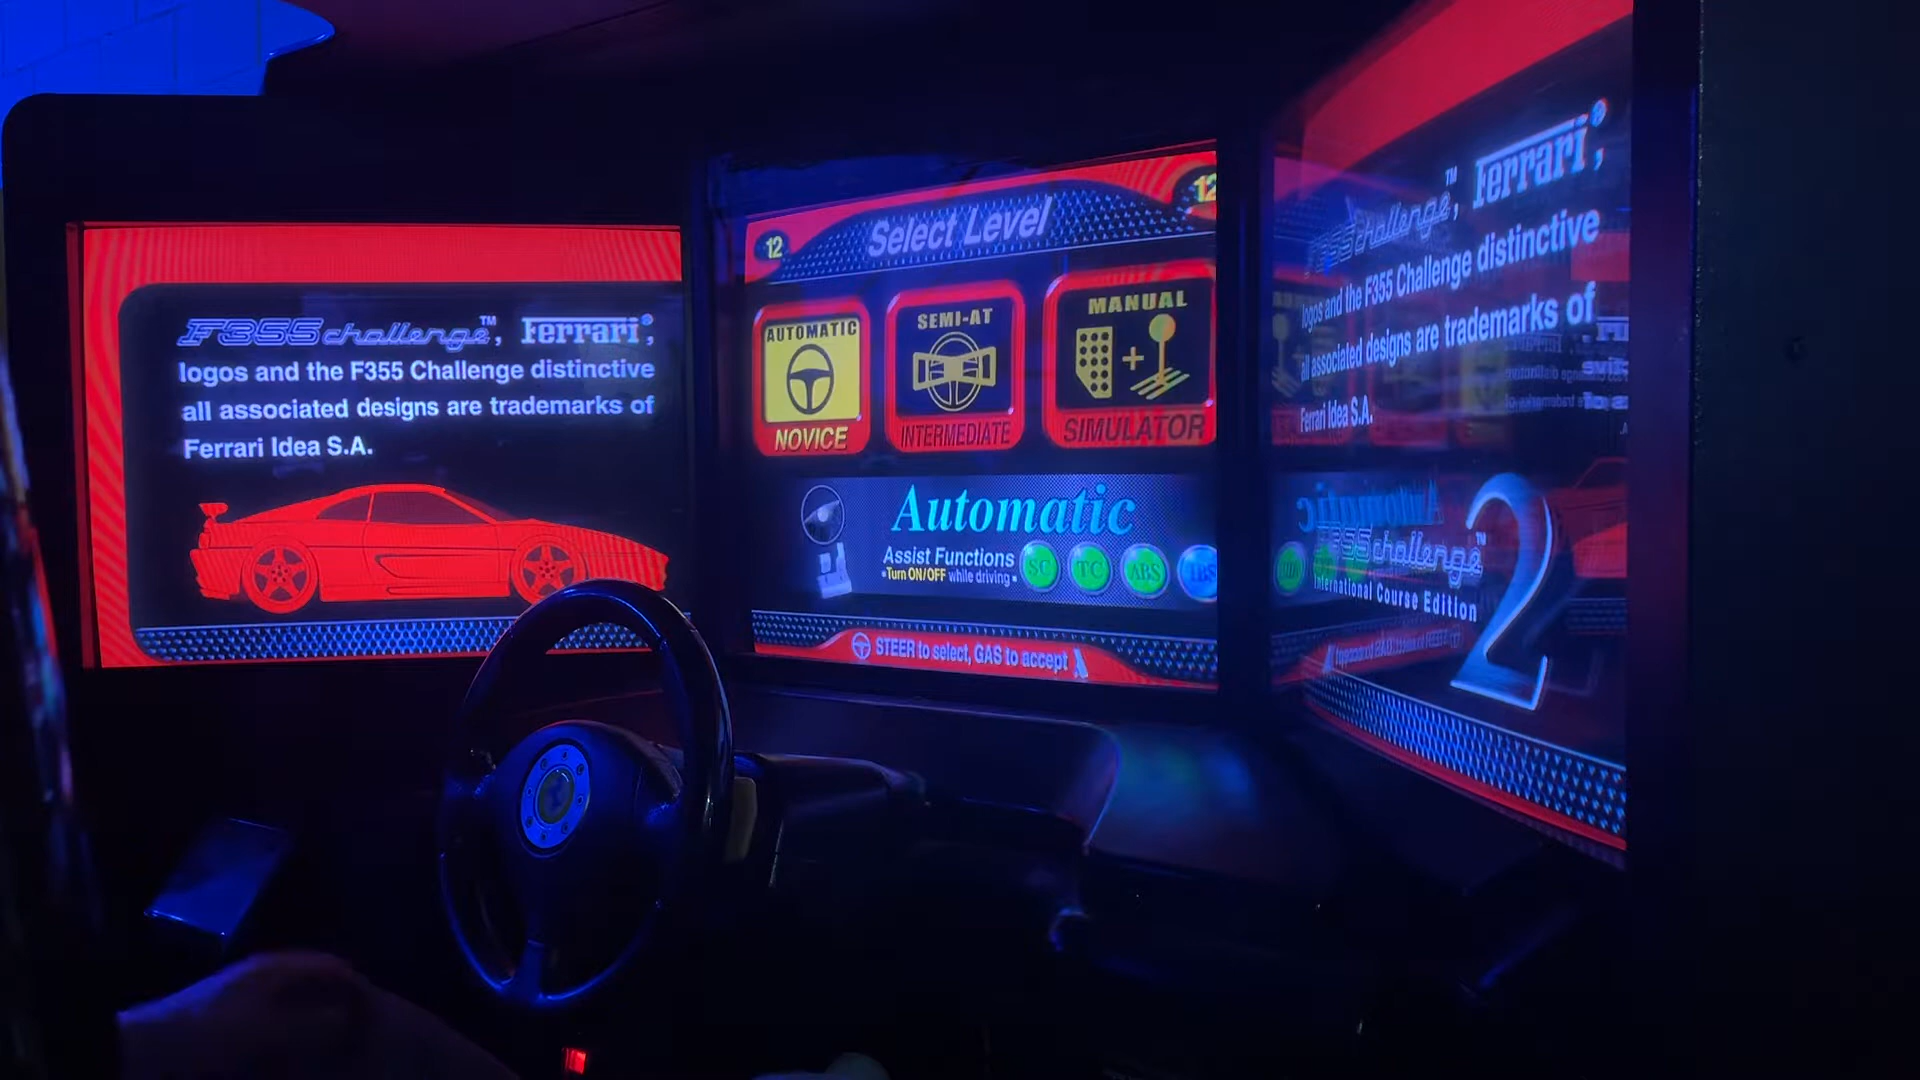 F355 challenge™, Ferrari®,
logos and the F355 Challenge distinctive
all associated designs are trademarks of
Ferrari Idea S.A.
12
12
Select Level
AUTOMATIC
NOVICE
SEMI-AT
INTERMEDIATE
MANUAL
SIMULATOR
Automatic
Assist Functions
•Turn ON/OFF while driving•
SC
TC
ABS
IBS
STEER to select, GAS to accept
F355 challenge™, Ferrari®,
logos and the F355 Challenge distinctive
all associated designs are trademarks of
Ferrari Idea S.A.
F355 challenge™ 2
International Course Edition